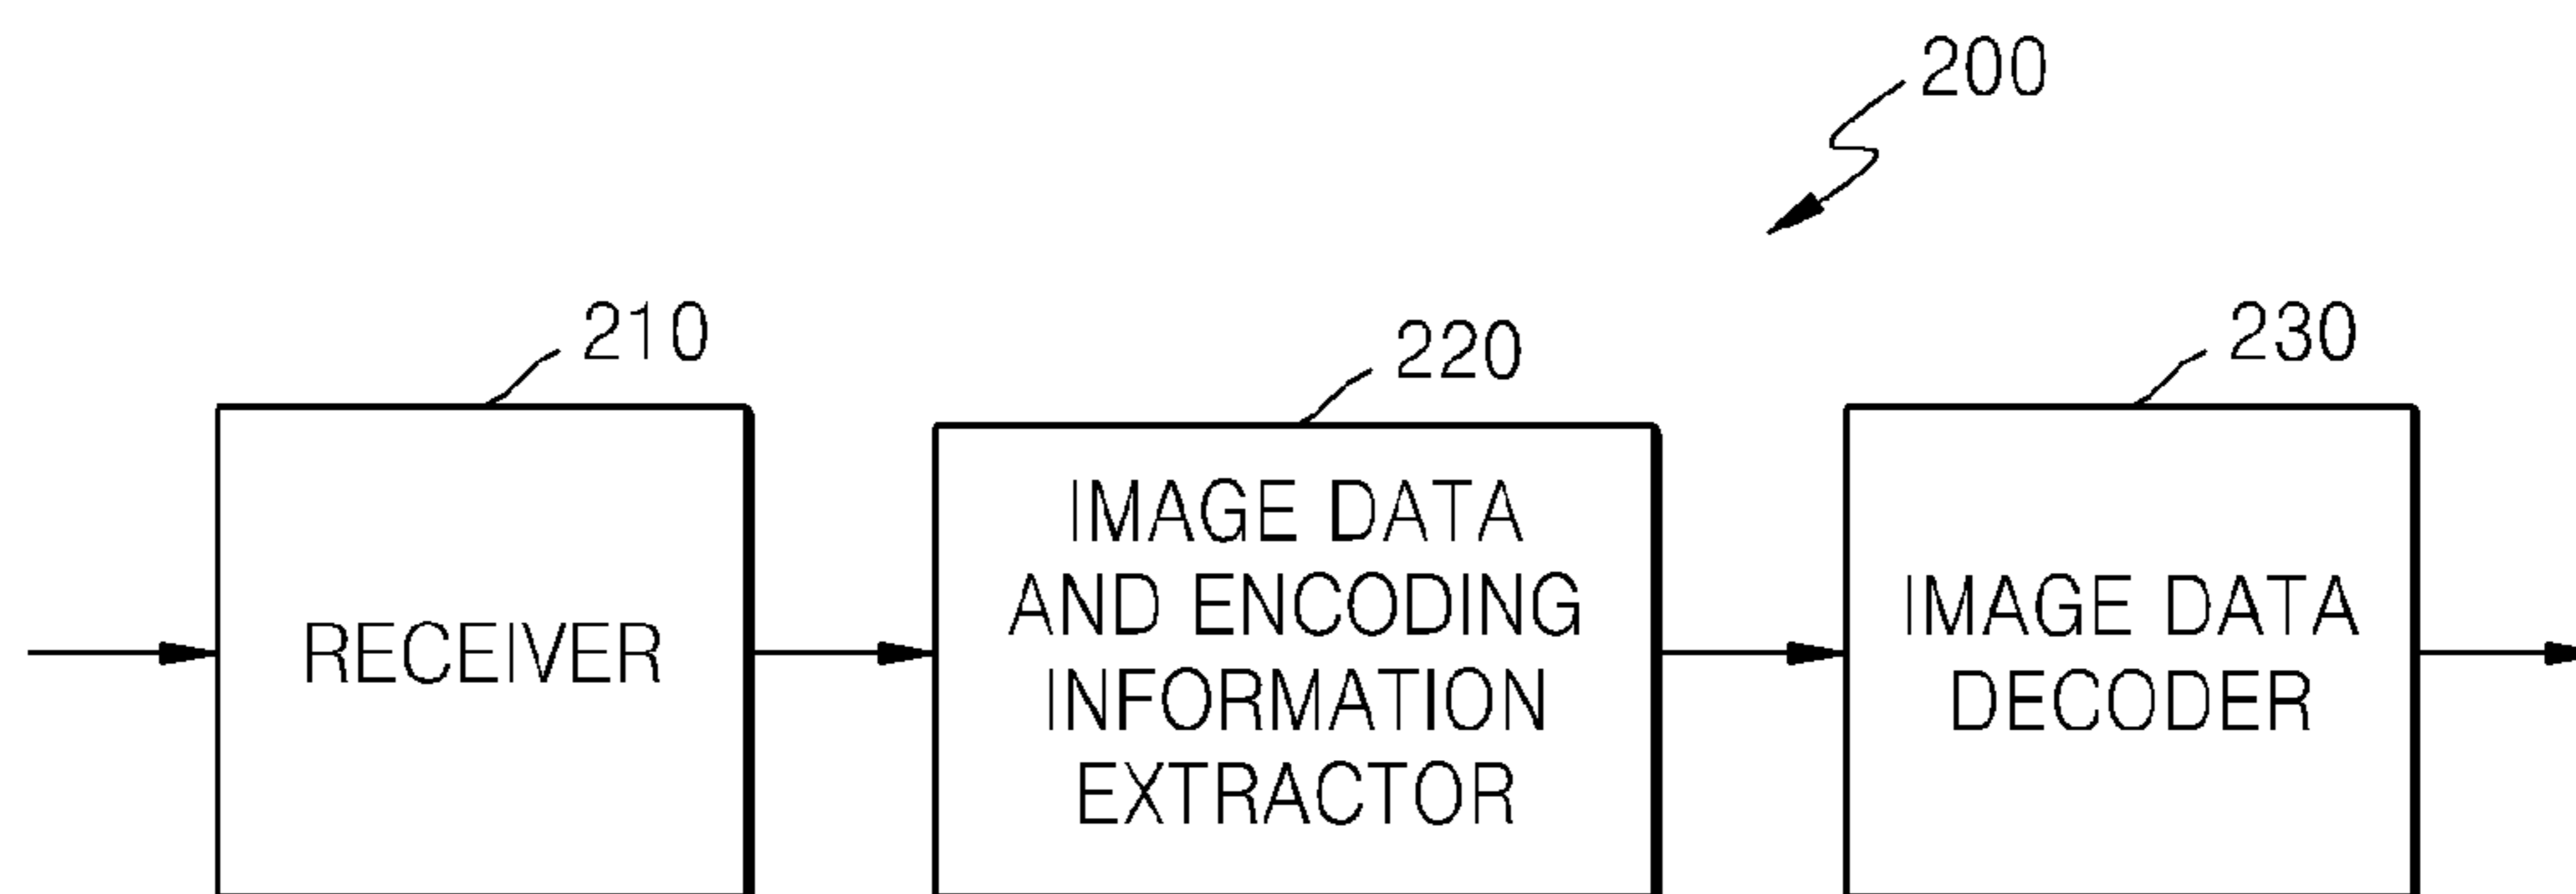 200
210
220
230
RECEIVER
IMAGE DATA
AND ENCODING
INFORMATION
EXTRACTOR
IMAGE DATA
DECODER